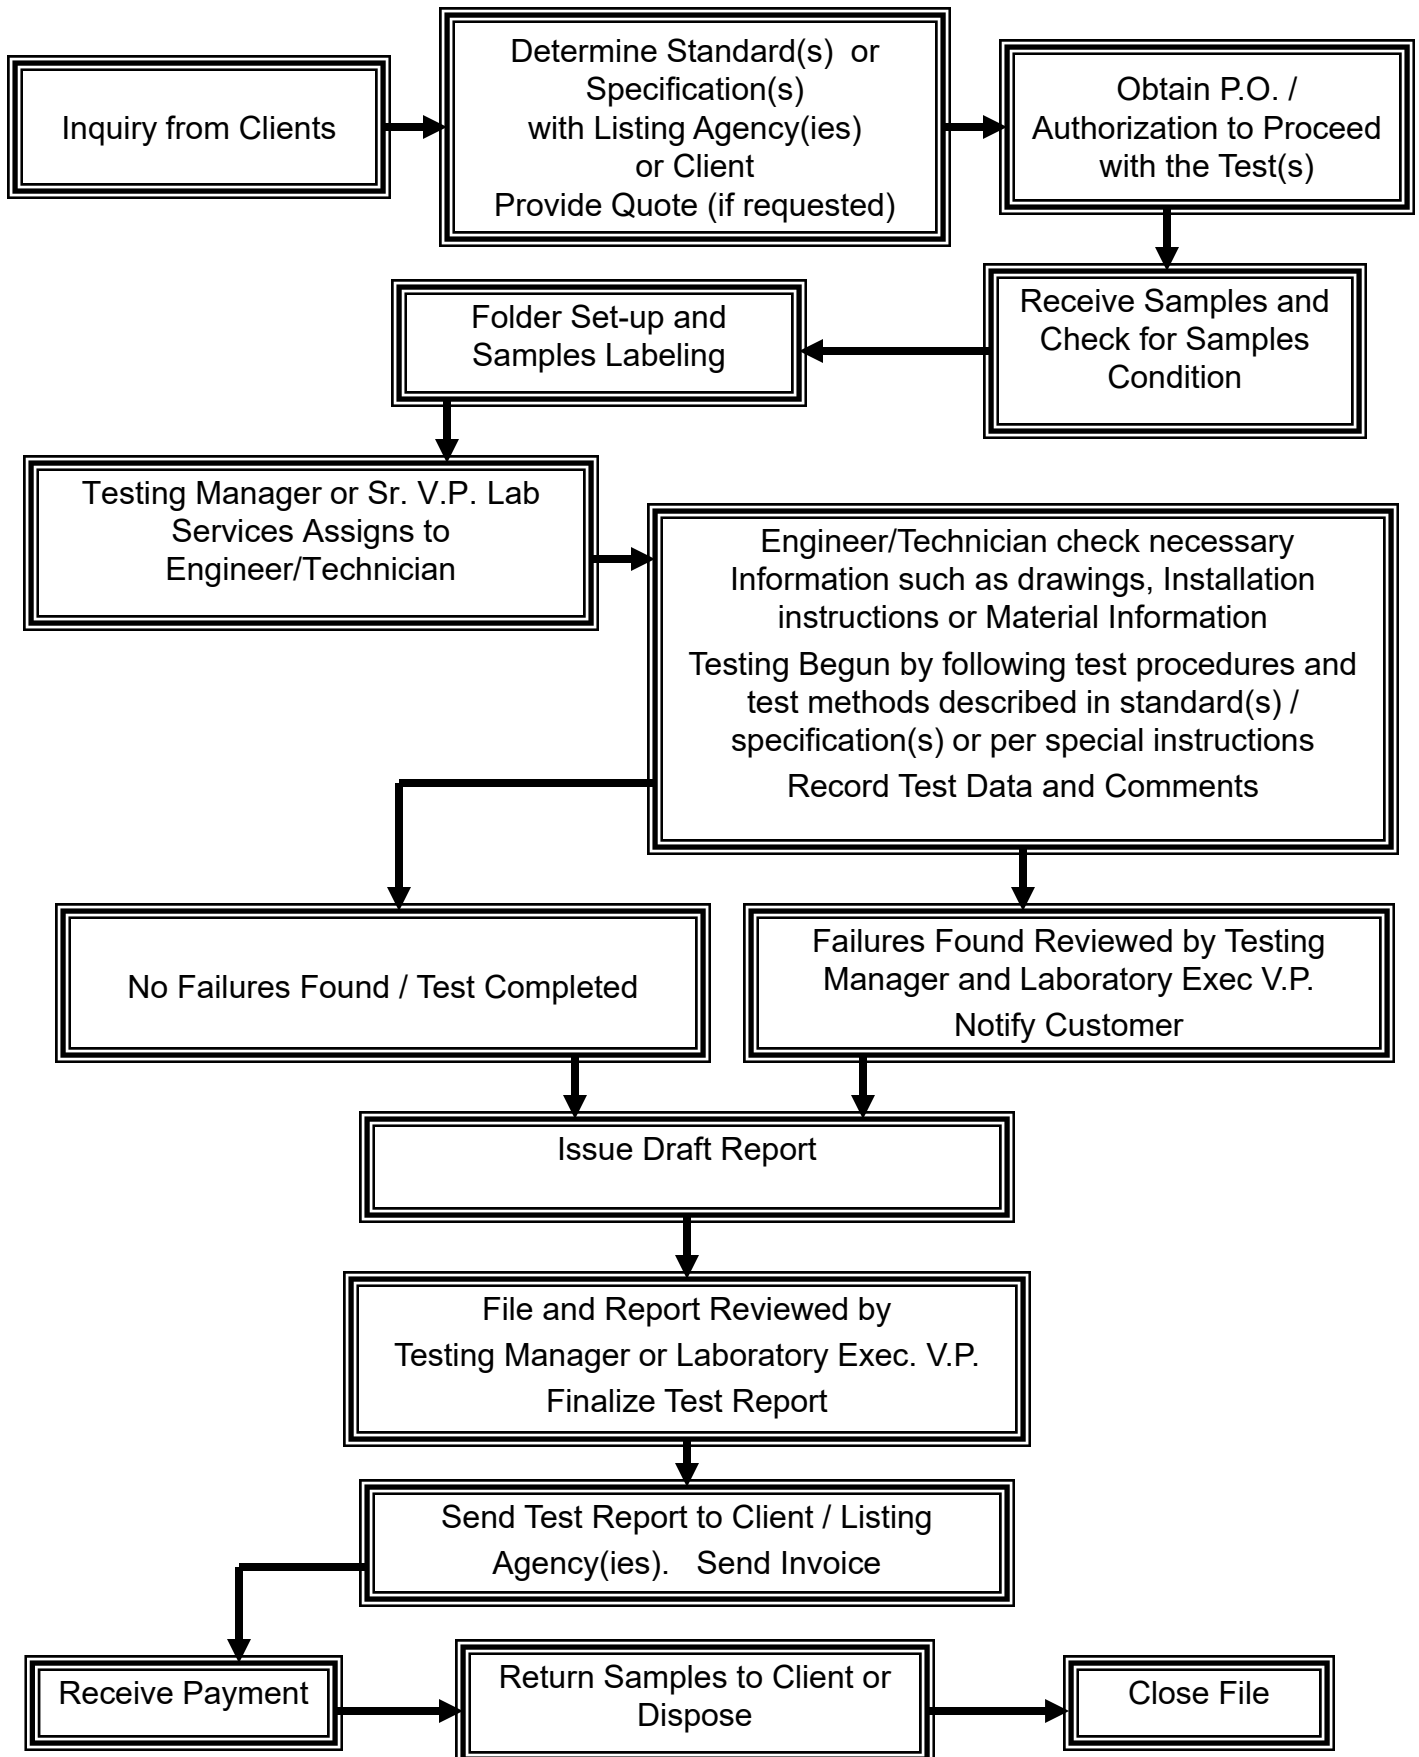 Inquiry from Clients
Determine Standard(s) or
Specification(s)
with Listing Agency(ies)
or Client
Provide Quote (if requested)
Obtain P.O. /
Authorization to Proceed
with the Test(s)
Receive Samples and
Check for Samples
Condition
Folder Set-up and
Samples Labeling
Testing Manager or Sr. V.P. Lab
Services Assigns to
Engineer/Technician
Engineer/Technician check necessary
Information such as drawings, Installation
instructions or Material Information
Testing Begun by following test procedures and
test methods described in standard(s) /
specification(s) or per special instructions
Record Test Data and Comments
No Failures Found / Test Completed
Failures Found Reviewed by Testing
Manager and Laboratory Exec V.P.
Notify Customer
Issue Draft Report
File and Report Reviewed by
Testing Manager or Laboratory Exec. V.P.
Finalize Test Report
Send Test Report to Client / Listing
Agency(ies). Send Invoice
Receive Payment
Return Samples to Client or
Dispose
Close File